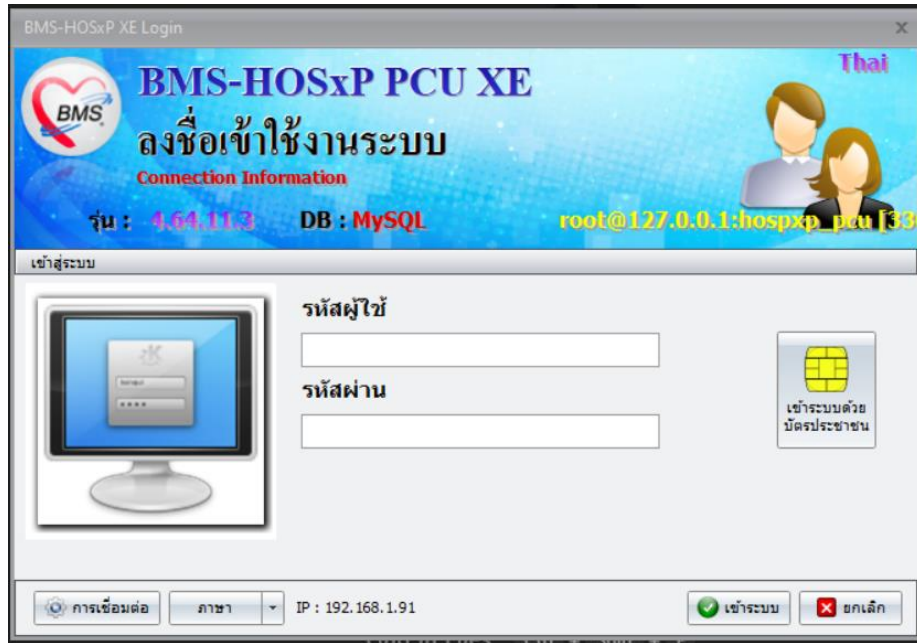 BMS-HOSxP XE Login
Thai
BMS-HOSxP PCU XE
BMS
ลงชื่อเข้าใช้งานระบบ
Connection Information
รุ่น : 4.64.11.3 DB : MySQL root@127.0.0.1:hospxp_pcu [33
เข้าสู่ระบบ
รหัสผู้ใช้
รหัสผ่าน
เข้าระบบด้วย
บัตรประชาชน
การเชื่อมต่อ ภาษา IP : 192.168.1.91 เข้าระบบ ยกเลิก